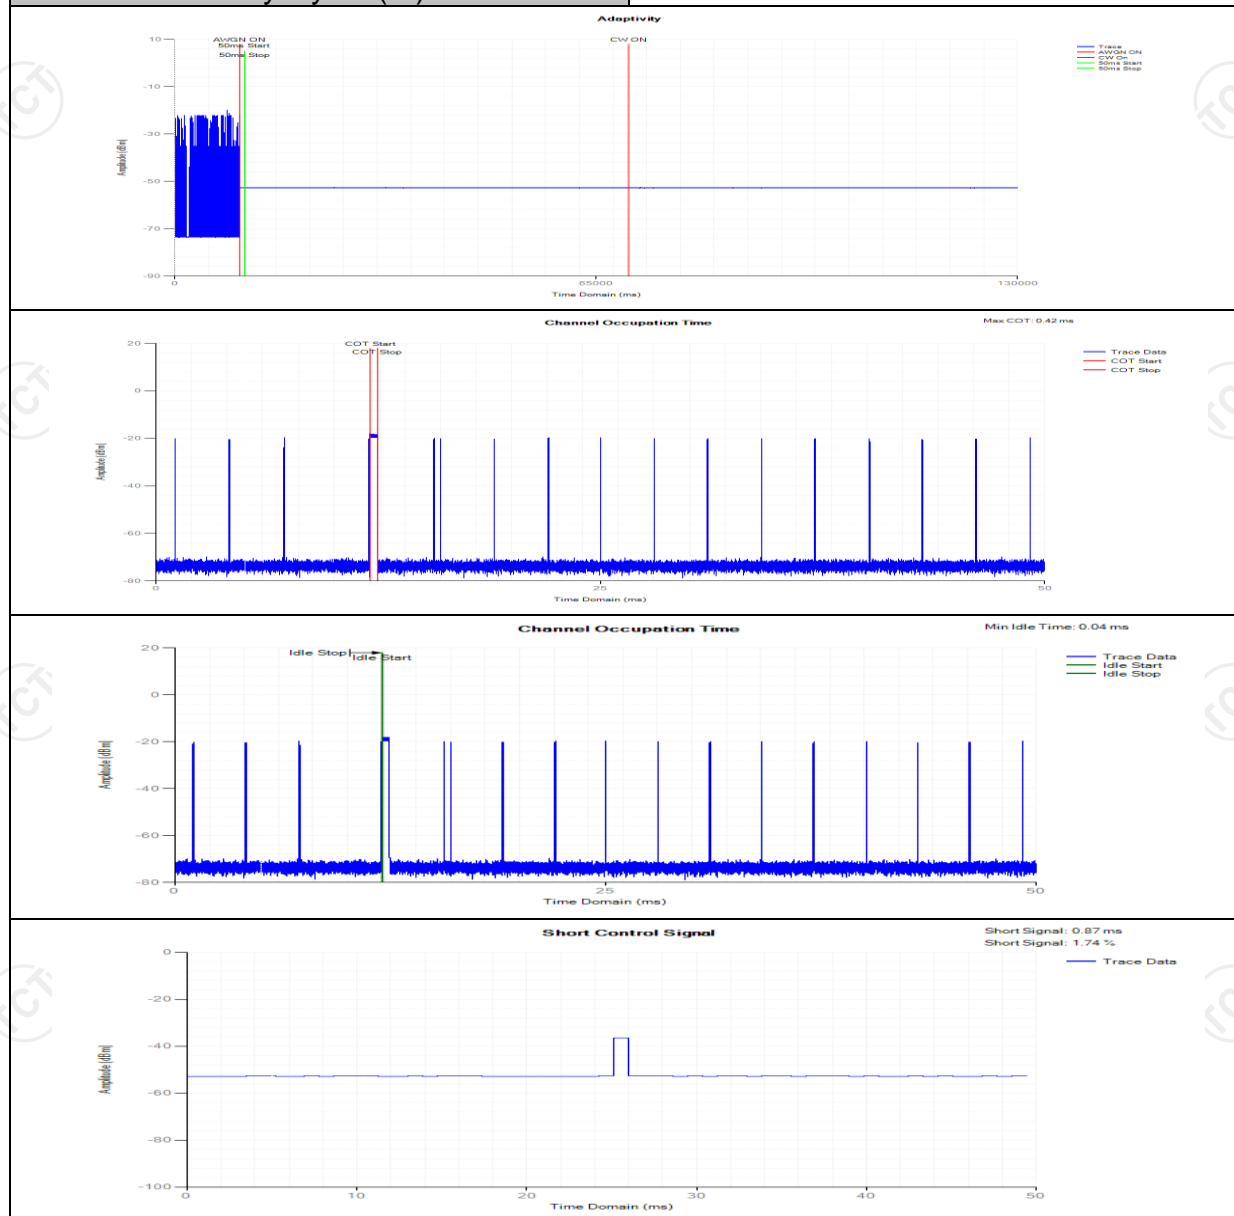 Adaptivity
AWGN ON
50ms Start
50ms Stop
CW ON
Trace
AWGN ON
CW On
50ms Start
50ms Stop
10
-10
-30
-50
-70
-90
Amplitude (dBm)
0
65000
130000
Time Domain (ms)
Channel Occupation Time
Max COT: 0.42 ms
COT Start
COT Stop
Trace Data
COT Start
COT Stop
20
0
-20
-40
-60
-80
Amplitude (dBm)
0
25
50
Time Domain (ms)
Channel Occupation Time
Min Idle Time: 0.04 ms
Idle Stop
Idle Start
Trace Data
Idle Start
Idle Stop
20
0
-20
-40
-60
-80
Amplitude (dBm)
0
25
50
Time Domain (ms)
Short Control Signal
Short Signal: 0.87 ms
Short Signal: 1.74 %
Trace Data
0
-20
-40
-60
-80
-100
Amplitude (dBm)
0
10
20
30
40
50
Time Domain (ms)
TCT